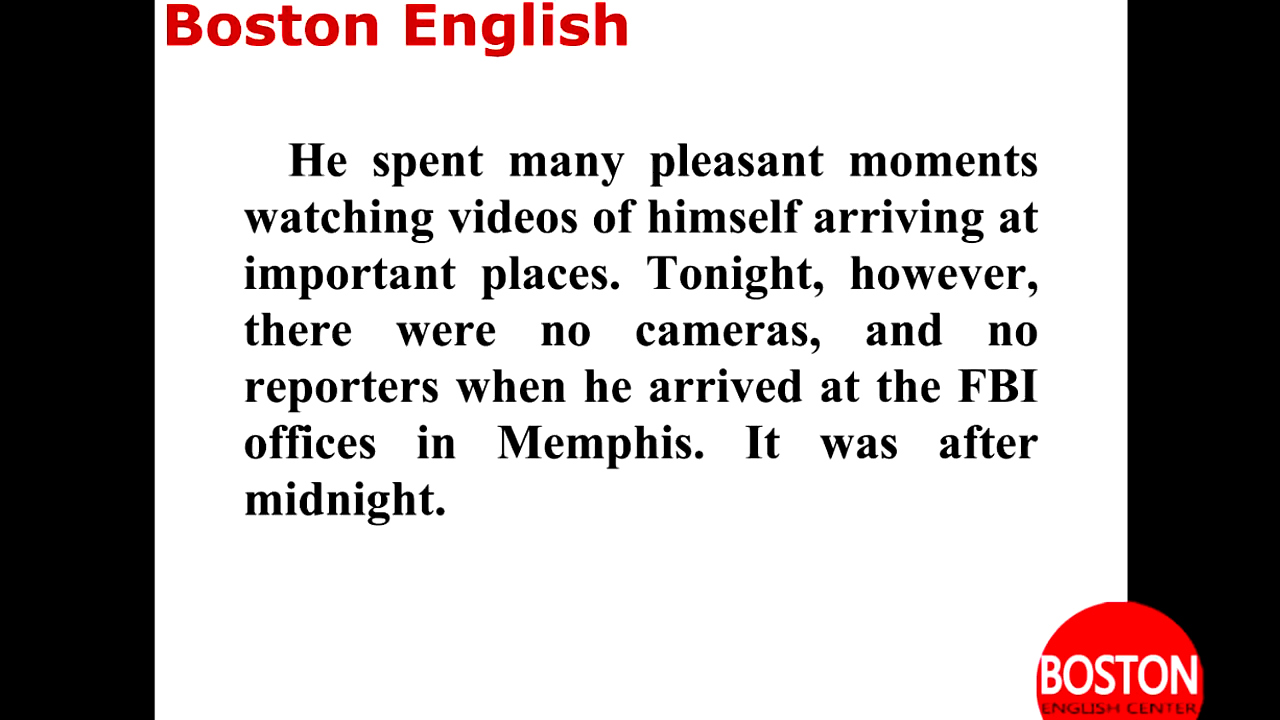 Boston English
He spent many pleasant moments
watching videos of himself arriving at
important places. Tonight, however,
there were no cameras, and no
reporters when he arrived at the FBI
offices in Memphis. It was after
midnight.
BOSTON
ENGLISH CENTER